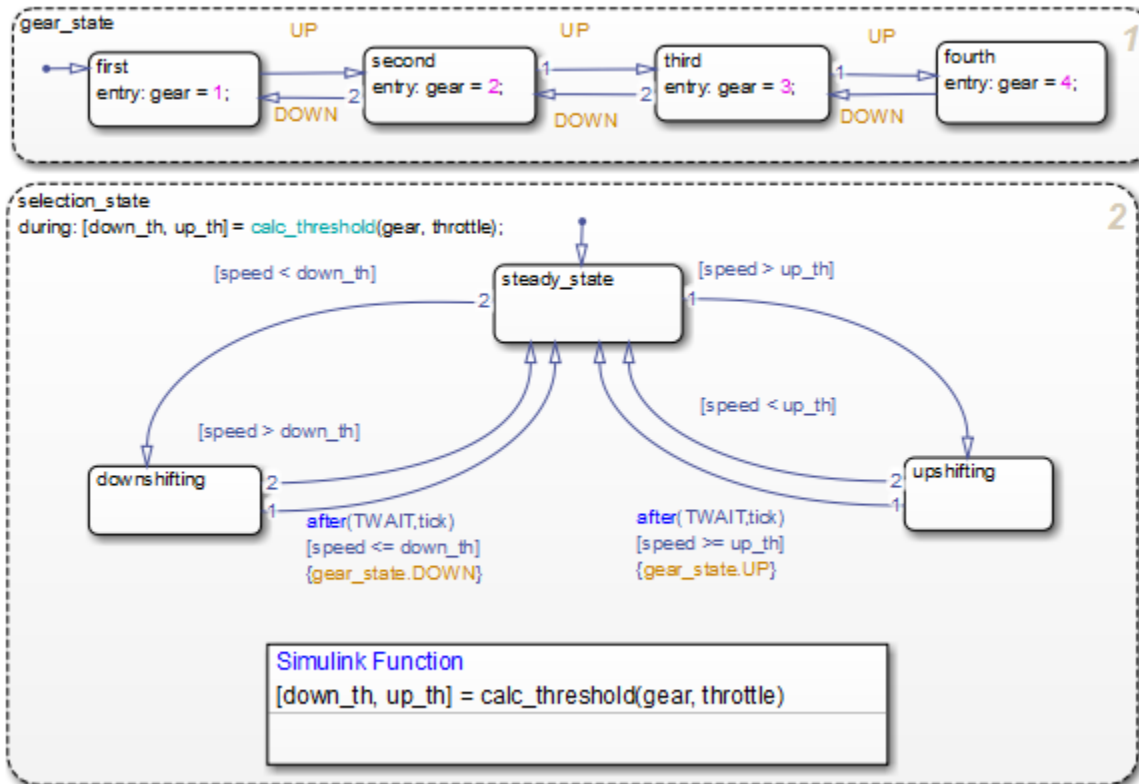 gear_state
1
UP
UP
UP
first
entry: gear = 1;
second
entry: gear = 2;
third
entry: gear = 3;
fourth
entry: gear = 4;
1
2
1
2
1
DOWN
DOWN
DOWN
selection_state
2
during: [down_th, up_th] = calc_threshold(gear, throttle);
[speed < down_th]
steady_state
[speed > up_th]
2
1
[speed > down_th]
[speed < up_th]
downshifting
upshifting
2
1
2
1
after(TWAIT,tick)
[speed <= down_th]
{gear_state.DOWN}
after(TWAIT,tick)
[speed >= up_th]
{gear_state.UP}
Simulink Function
[down_th, up_th] = calc_threshold(gear, throttle)